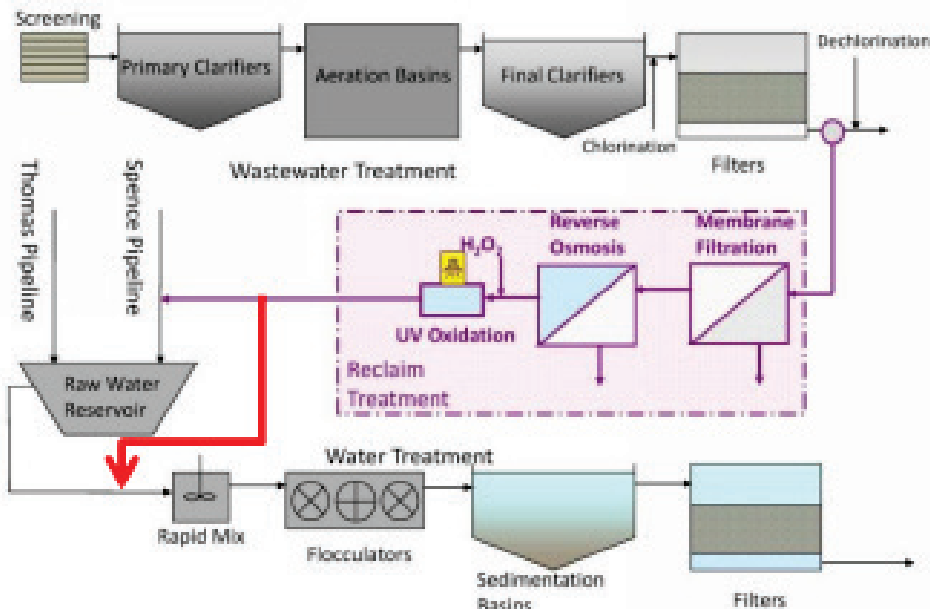 Screening
Primary Clarifiers
Aeration Basins
Final Clarifiers
Dechlorination
Chlorination
Filters
Wastewater Treatment
Thomas Pipeline
Spence Pipeline
Reverse
Osmosis
Membrane
Filtration
H₂O₂
UV Oxidation
Reclaim
Treatment
Raw Water
Reservoir
Water Treatment
Rapid Mix
Flocculators
Sedimentation
Basins
Filters